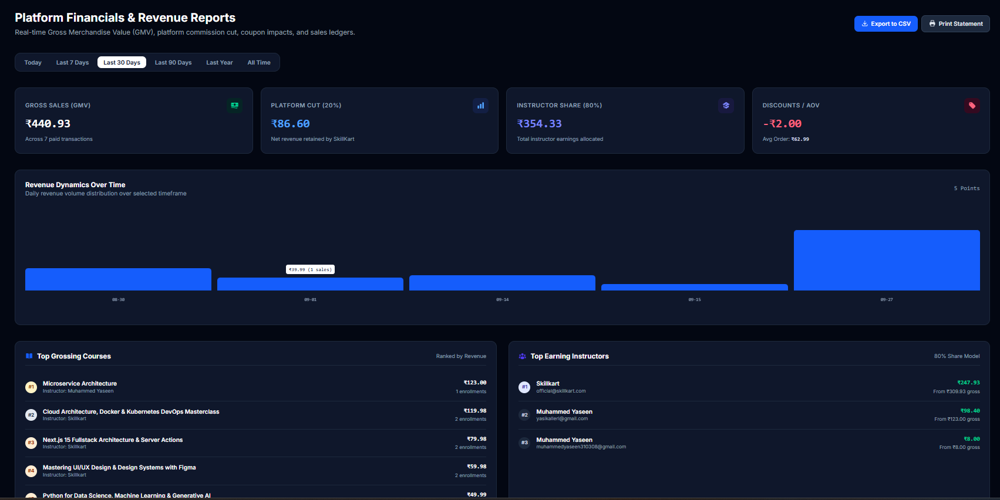 Platform Financials & Revenue Reports
Real-time Gross Merchandise Value (GMV), platform commission cut, coupon impacts, and sales ledgers.
Export to CSV
Print Statement
Today
Last 7 Days
Last 30 Days
Last 90 Days
Last Year
All Time
GROSS SALES (GMV)
₹440.93
Across 7 paid transactions
PLATFORM CUT (20%)
₹86.60
Net revenue retained by SkillKart
INSTRUCTOR SHARE (80%)
₹354.33
Total instructor earnings allocated
DISCOUNTS / AOV
-₹2.00
Avg Order: ₹62.99
Revenue Dynamics Over Time
Daily revenue volume distribution over selected timeframe
5 Points
₹39.99 (1 sales)
08-30
09-01
09-14
09-15
09-27
Top Grossing Courses
Ranked by Revenue
#1
Microservice Architecture
Instructor: Muhammed Yaseen
₹123.00
1 enrollments
#2
Cloud Architecture, Docker & Kubernetes DevOps Masterclass
Instructor: Skillkart
₹119.98
2 enrollments
#3
Next.js 15 Fullstack Architecture & Server Actions
Instructor: Skillkart
₹79.98
2 enrollments
#4
Mastering UI/UX Design & Design Systems with Figma
Instructor: Skillkart
₹59.98
2 enrollments
Python for Data Science, Machine Learning & Generative AI
₹49.99
Top Earning Instructors
80% Share Model
#1
Skillkart
official@skillkart.com
₹247.93
From ₹309.93 gross
#2
Muhammed Yaseen
yasikalleri@gmail.com
₹98.40
From ₹123.00 gross
#3
Muhammed Yaseen
muhammedyaseen310308@gmail.com
₹8.00
From ₹8.00 gross